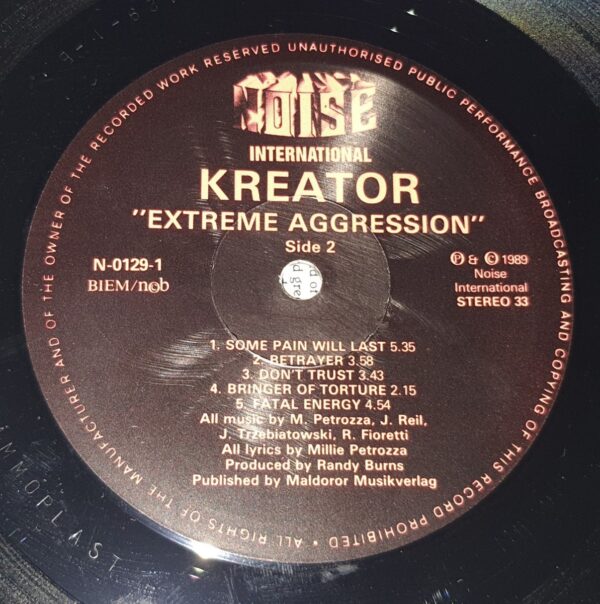 ALL RIGHTS OF THE MANUFACTURER AND OF THE OWNER OF THE RECORDED WORK RESERVED UNAUTHORISED PUBLIC PERFORMANCE BROADCASTING AND COPYING OF THIS RECORD PROHIBITED •
NOISE
INTERNATIONAL
KREATOR
"EXTREME AGGRESSION"
Side 2
N-0129-1
BIEM/ncb
℗ & © 1989
Noise
International
STEREO 33
1. SOME PAIN WILL LAST 5.35
2. BETRAYER 3.58
3. DON'T TRUST 3.43
4. BRINGER OF TORTURE 2.15
5. FATAL ENERGY 4.54
All music by M. Petrozza, J. Reil,
J. Trzebiatowski, R. Fioretti
All lyrics by Millie Petrozza
Produced by Randy Burns
Published by Maldoror Musikverlag